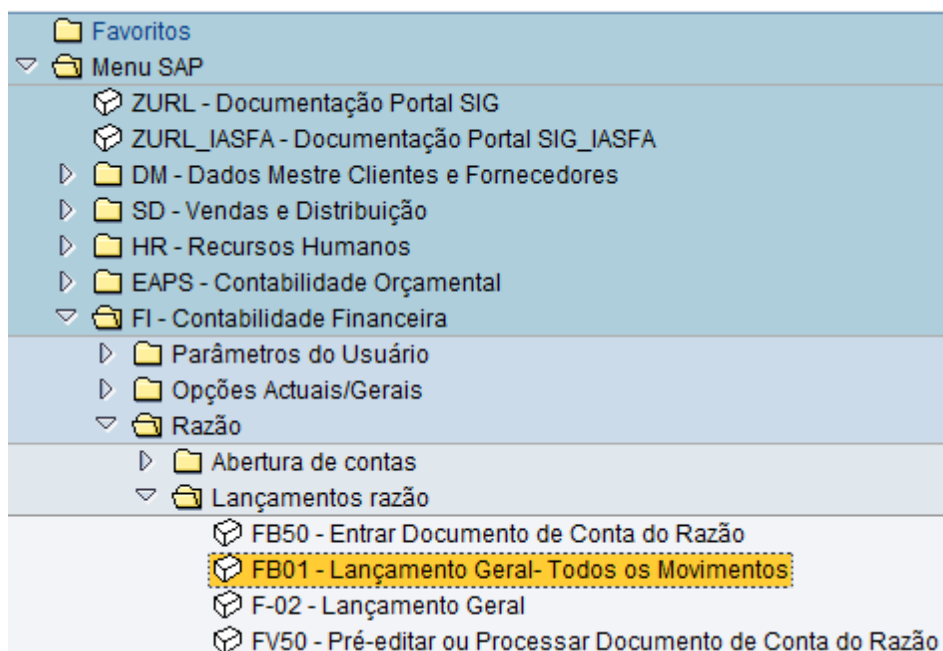 Favoritos
Menu SAP
ZURL - Documentação Portal SIG
ZURL_IASFA - Documentação Portal SIG_IASFA
DM - Dados Mestre Clientes e Fornecedores
SD - Vendas e Distribuição
HR - Recursos Humanos
EAPS - Contabilidade Orçamental
FI - Contabilidade Financeira
Parâmetros do Usuário
Opções Actuais/Gerais
Razão
Abertura de contas
Lançamentos razão
FB50 - Entrar Documento de Conta do Razão
FB01 - Lançamento Geral- Todos os Movimentos
F-02 - Lançamento Geral
FV50 - Pré-editar ou Processar Documento de Conta do Razão